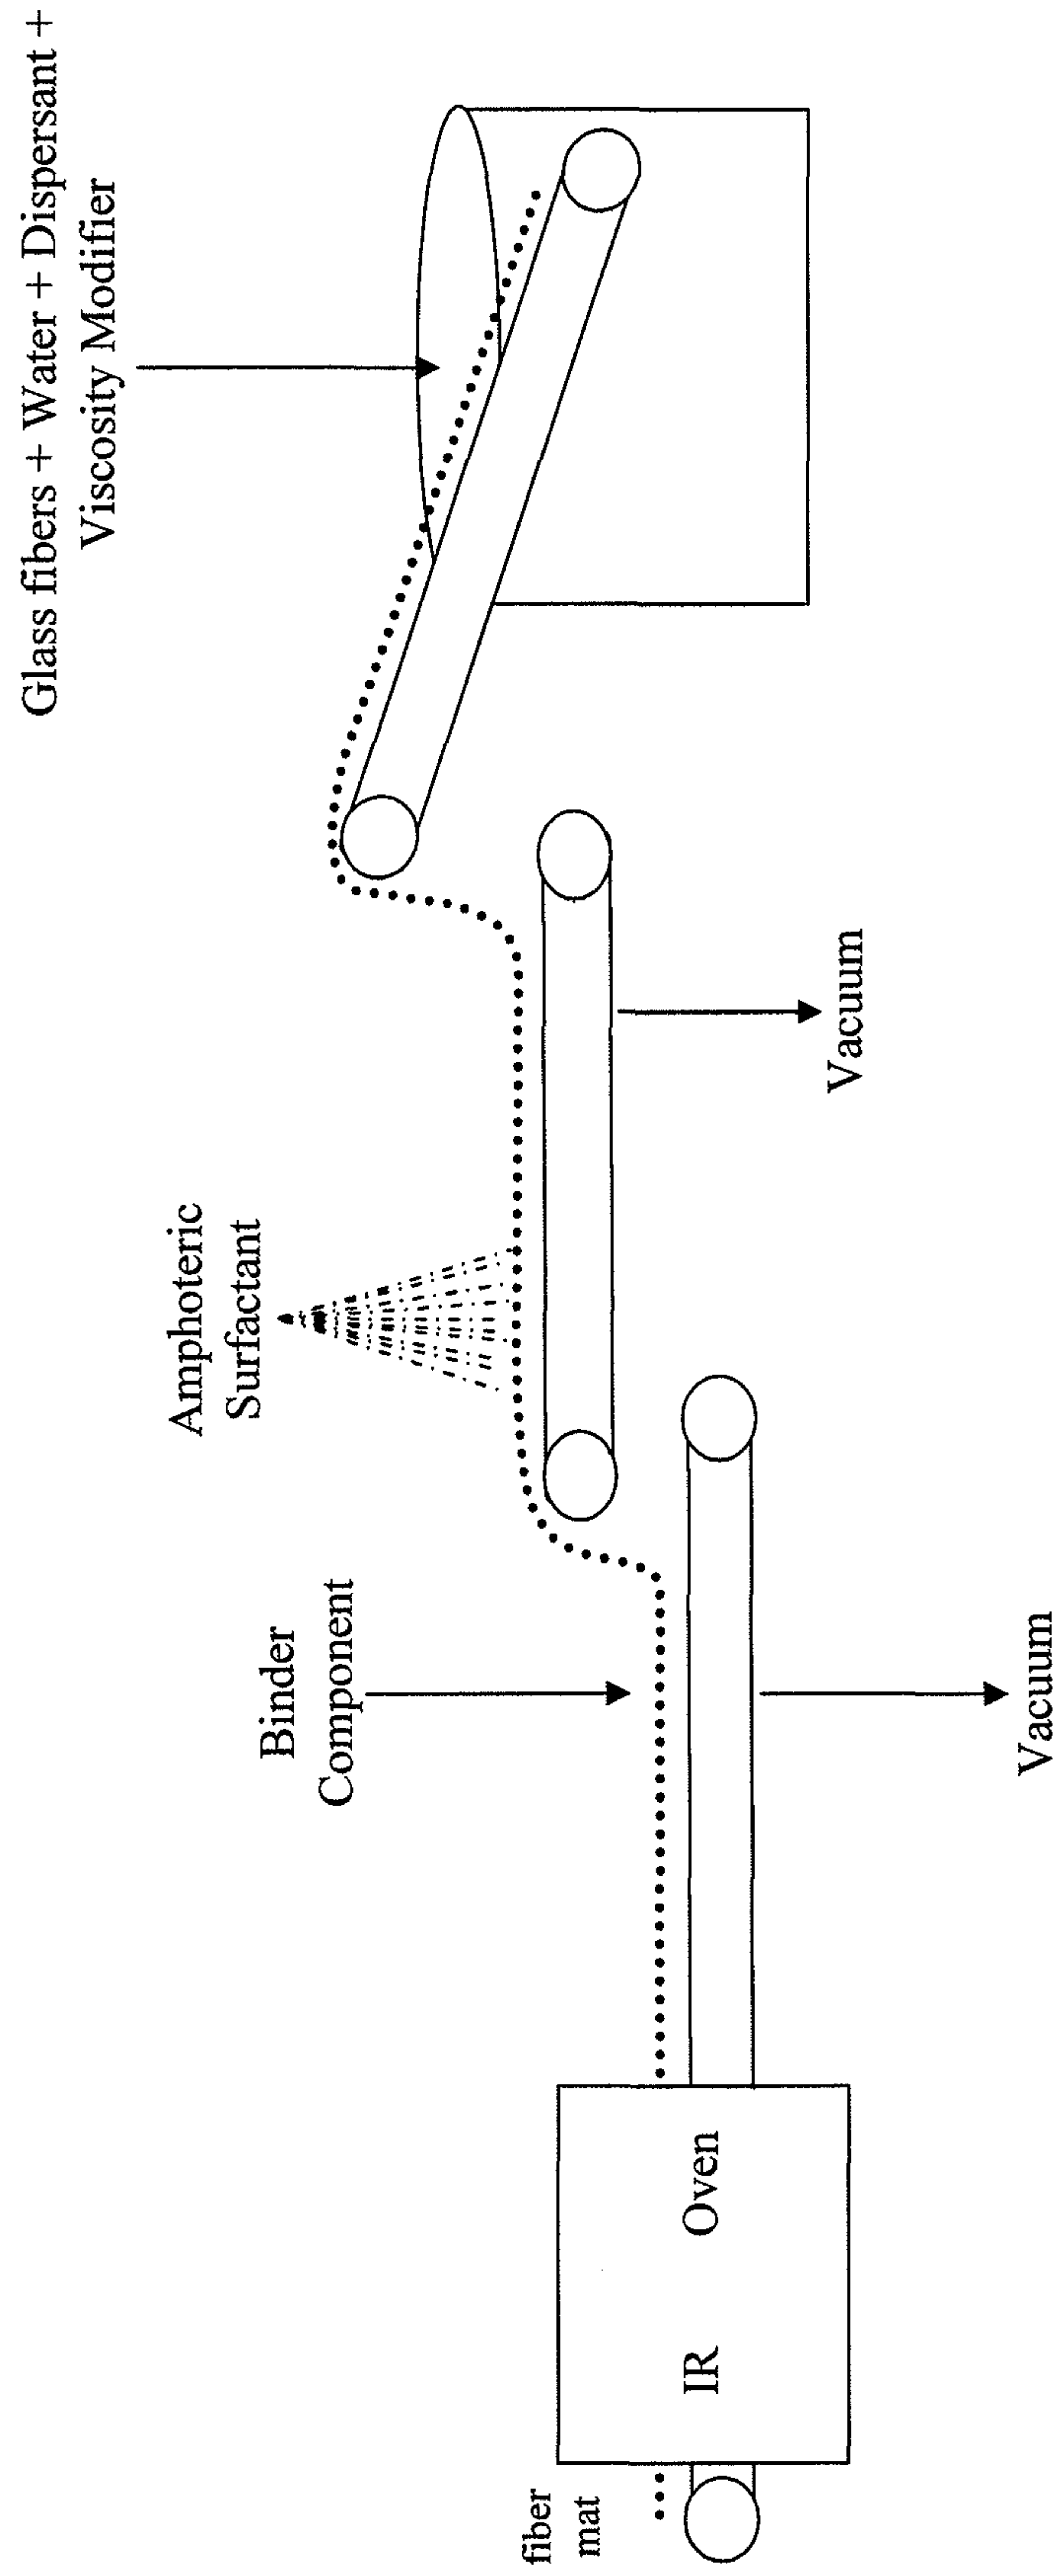 Glass fibers + Water + Dispersant +
Viscosity Modifier
Amphoteric
Surfactant
Binder
Component
Vacuum
Vacuum
IR Oven
fiber
mat